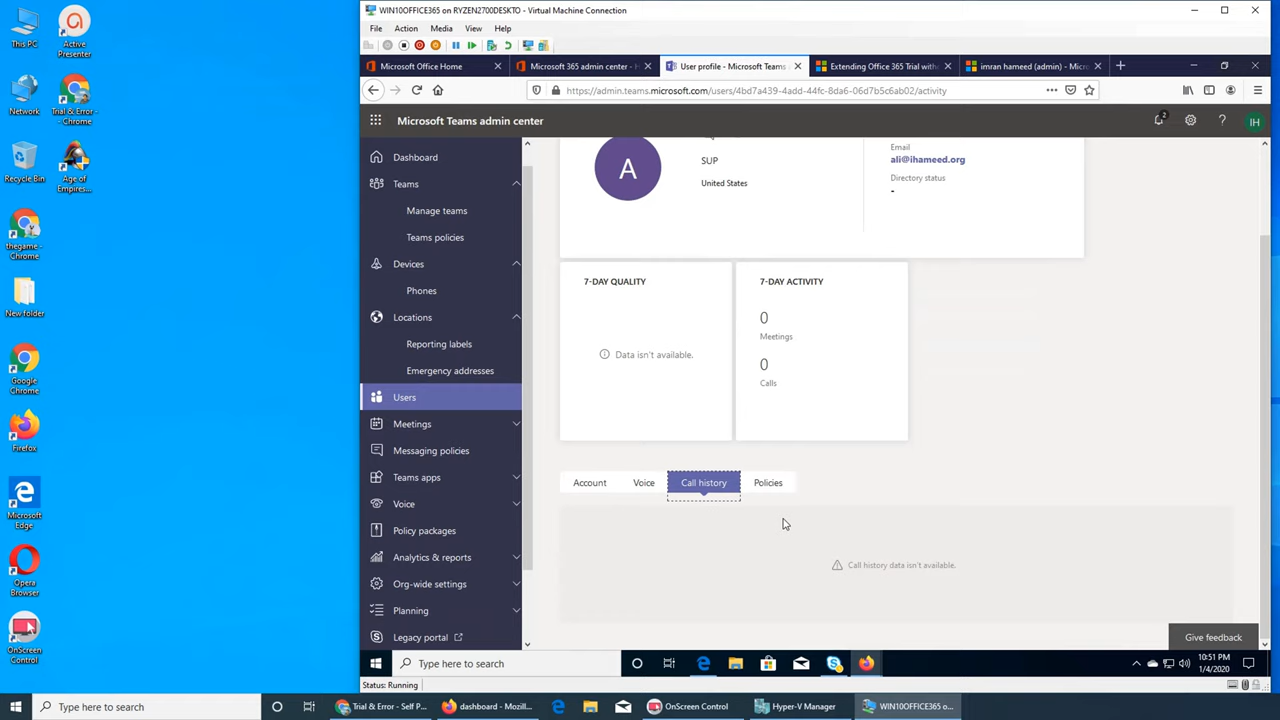 This PC
Active
Presenter
Network
Trial & Error -
- Chrome
Recycle Bin
Age of
Empires...
thegame -
Chrome
New folder
Google
Chrome
Firefox
Microsoft
Edge
Opera
Browser
OnScreen
Control
WIN10OFFICE365 on RYZEN2700DESKTO - Virtual Machine Connection
File Action Media View Help
Microsoft Office Home
Microsoft 365 admin center - H
User profile - Microsoft Teams
Extending Office 365 Trial with
imran hameed (admin) - Micros
https://admin.teams.microsoft.com/users/4bd7a439-4add-44fc-8da6-06d7b5c6ab02/activity
Microsoft Teams admin center
2
IH
Dashboard
Teams
Manage teams
Teams policies
Devices
Phones
Locations
Reporting labels
Emergency addresses
Users
Meetings
Messaging policies
Teams apps
Voice
Policy packages
Analytics & reports
Org-wide settings
Planning
Legacy portal
A
SUP
United States
Email
ali@ihameed.org
Directory status
-
7-DAY QUALITY
Data isn't available.
7-DAY ACTIVITY
0
Meetings
0
Calls
Account Voice Call history Policies
Call history data isn't available.
Give feedback
Type here to search
10:51 PM
1/4/2020
Status: Running
Type here to search
Trial & Error - Self P...
dashboard - Mozill...
OnScreen Control
Hyper-V Manager
WIN10OFFICE365 o...